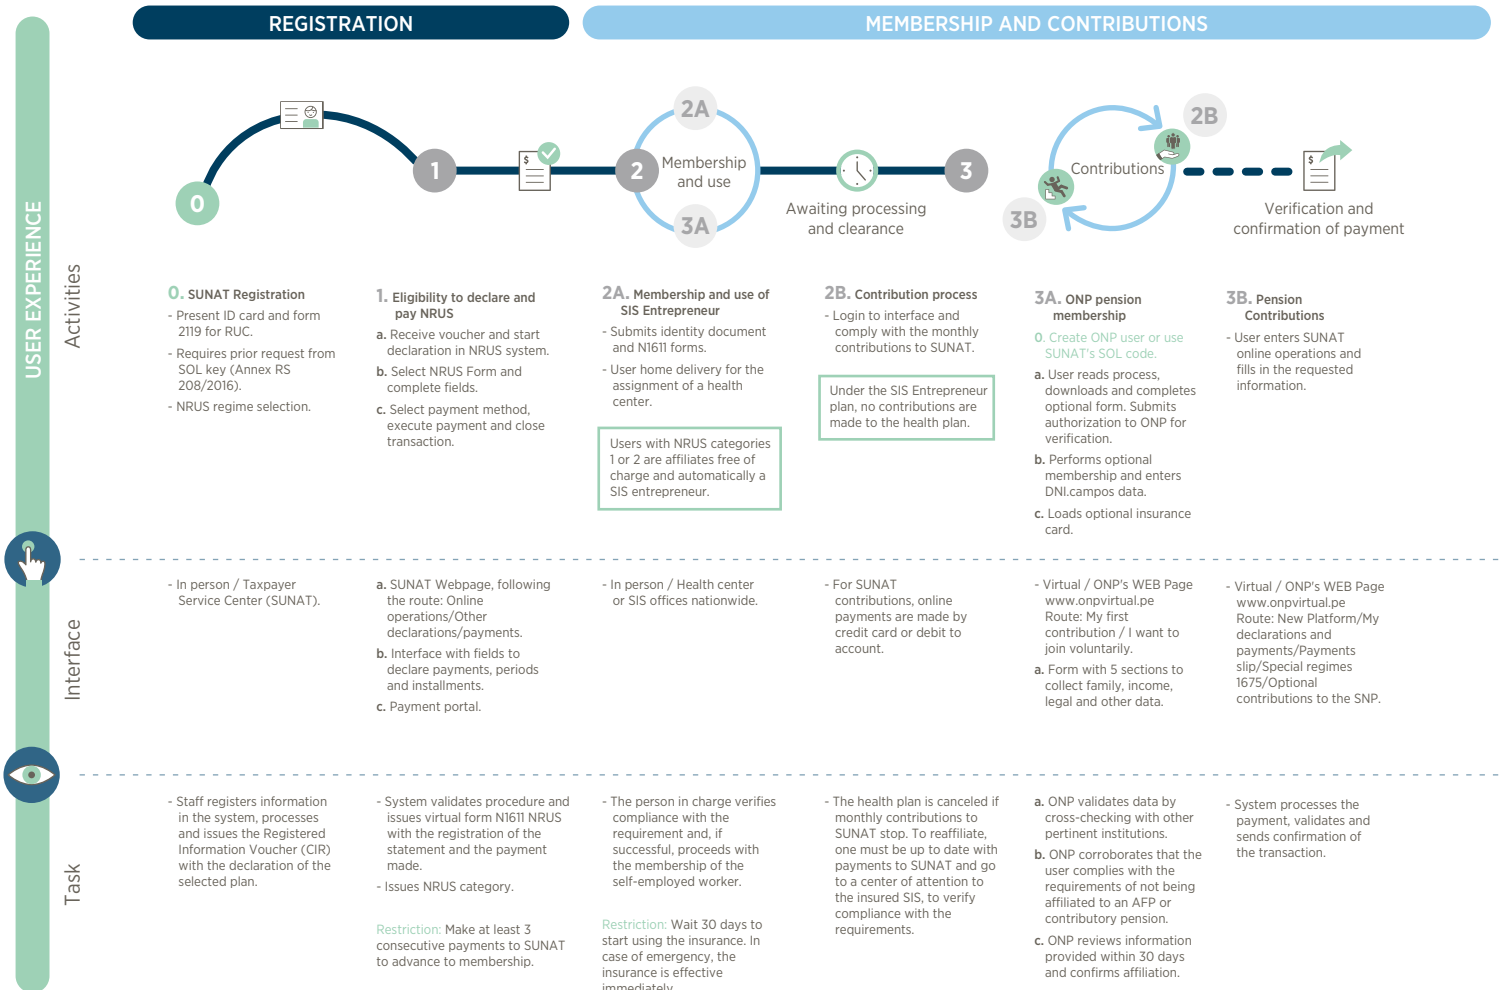 REGISTRATION
MEMBERSHIP AND CONTRIBUTIONS
USER EXPERIENCE
Activities
0
1
$
2
2A
Membership
and use
3A
Awaiting processing
and clearance
3
Contributions
2B
3B
$
Verification and
confirmation of payment
0. SUNAT Registration
- Present ID card and form
2119 for RUC.
- Requires prior request from
SOL key (Annex RS
208/2016).
- NRUS regime selection.
1. Eligibility to declare and
pay NRUS
a. Receive voucher and start
declaration in NRUS system.
b. Select NRUS Form and
complete fields.
c. Select payment method,
execute payment and close
transaction.
2A. Membership and use of
SIS Entrepreneur
- Submits identity document
and N1611 forms.
- User home delivery for the
assignment of a health
center.
Users with NRUS categories
1 or 2 are affiliates free of
charge and automatically a
SIS entrepreneur.
2B. Contribution process
- Login to interface and
comply with the monthly
contributions to SUNAT.
Under the SIS Entrepreneur
plan, no contributions are
made to the health plan.
3A. ONP pension
membership
0. Create ONP user or use
SUNAT's SOL code.
a. User reads process,
downloads and completes
optional form. Submits
authorization to ONP for
verification.
b. Performs optional
membership and enters
DNI.campos data.
c. Loads optional insurance
card.
3B. Pension
Contributions
- User enters SUNAT
online operations and
fills in the requested
information.
Interface
- In person / Taxpayer
Service Center (SUNAT).
a. SUNAT Webpage, following
the route: Online
operations/Other
declarations/payments.
b. Interface with fields to
declare payments, periods
and installments.
c. Payment portal.
- In person / Health center
or SIS offices nationwide.
- For SUNAT
contributions, online
payments are made by
credit card or debit to
account.
- Virtual / ONP's WEB Page
www.onpvirtual.pe
Route: My first
contribution / I want to
join voluntarily.
a. Form with 5 sections to
collect family, income,
legal and other data.
- Virtual / ONP's WEB Page
www.onpvirtual.pe
Route: New Platform/My
declarations and
payments/Payments
slip/Special regimes
1675/Optional
contributions to the SNP.
Task
- Staff registers information
in the system, processes
and issues the Registered
Information Voucher (CIR)
with the declaration of the
selected plan.
- System validates procedure and
issues virtual form N1611 NRUS
with the registration of the
statement and the payment
made.
- Issues NRUS category.
Restriction: Make at least 3
consecutive payments to SUNAT
to advance to membership.
- The person in charge verifies
compliance with the
requirement and, if
successful, proceeds with
the membership of the
self-employed worker.
Restriction: Wait 30 days to
start using the insurance. In
case of emergency, the
insurance is effective
immediately
- The health plan is canceled if
monthly contributions to
SUNAT stop. To reaffiliate,
one must be up to date with
payments to SUNAT and go
to a center of attention to
the insured SIS, to verify
compliance with the
requirements.
a. ONP validates data by
cross-checking with other
pertinent institutions.
b. ONP corroborates that the
user complies with the
requirements of not being
affiliated to an AFP or
contributory pension.
c. ONP reviews information
provided within 30 days
and confirms affiliation.
- System processes the
payment, validates and
sends confirmation of
the transaction.